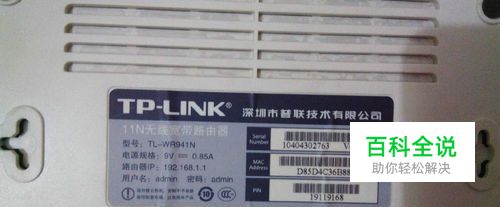 TP-LINK® 深圳市普联技术有限公司
11N无线宽带路由器
型号: TL-WR941N
电源规格: 9V 0.85A
路由器IP: 192.168.1.1
用户名: admin 密码: admin
Serial Number
10404302763
MAC Address
D85D4C36B88
PIN
19119168
百科全说
助你轻松解决